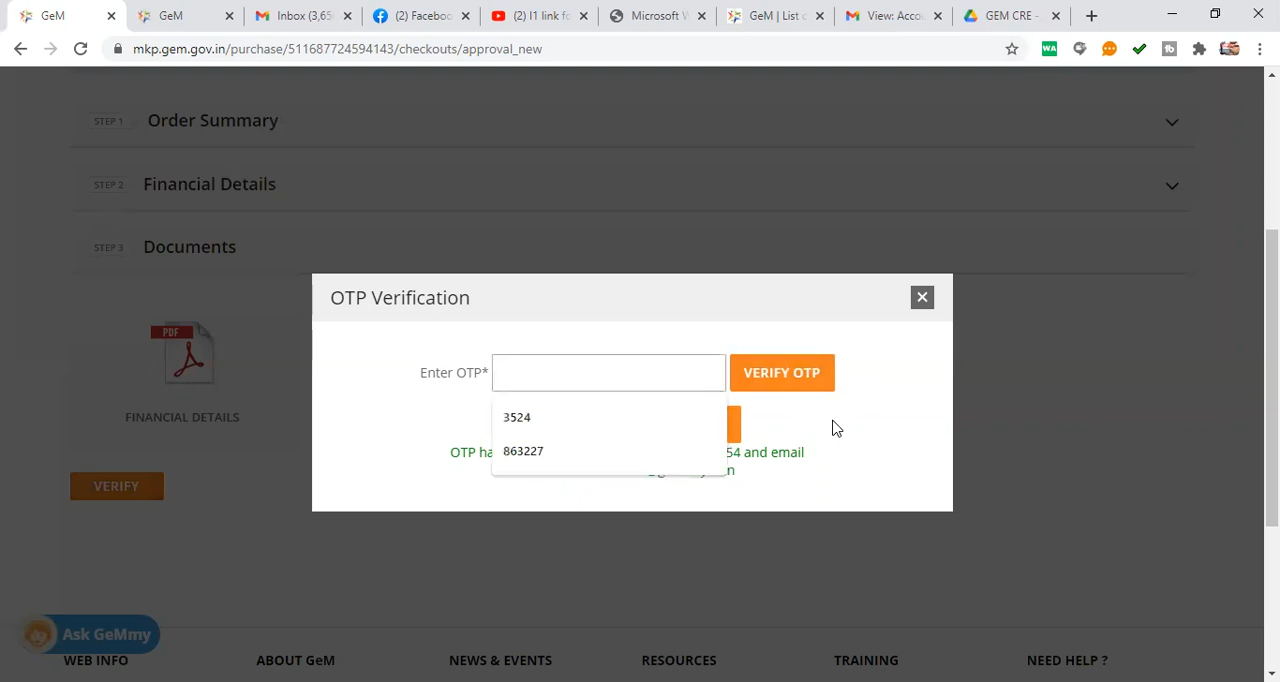 GeM
GeM
Inbox (3,65
(2) Faceboo
(2) I1 link fo
Microsoft W
GeM | List c
View: Accou
GEM CRE -
mkp.gem.gov.in/purchase/511687724594143/checkouts/approval_new
WA
STEP 1 Order Summary
STEP 2 Financial Details
STEP 3 Documents
OTP Verification
PDF
Enter OTP*
VERIFY OTP
FINANCIAL DETAILS
3524
863227
OTP ha
54 and email
VERIFY
Ask GeMmy
WEB INFO
ABOUT GeM
NEWS & EVENTS
RESOURCES
TRAINING
NEED HELP ?